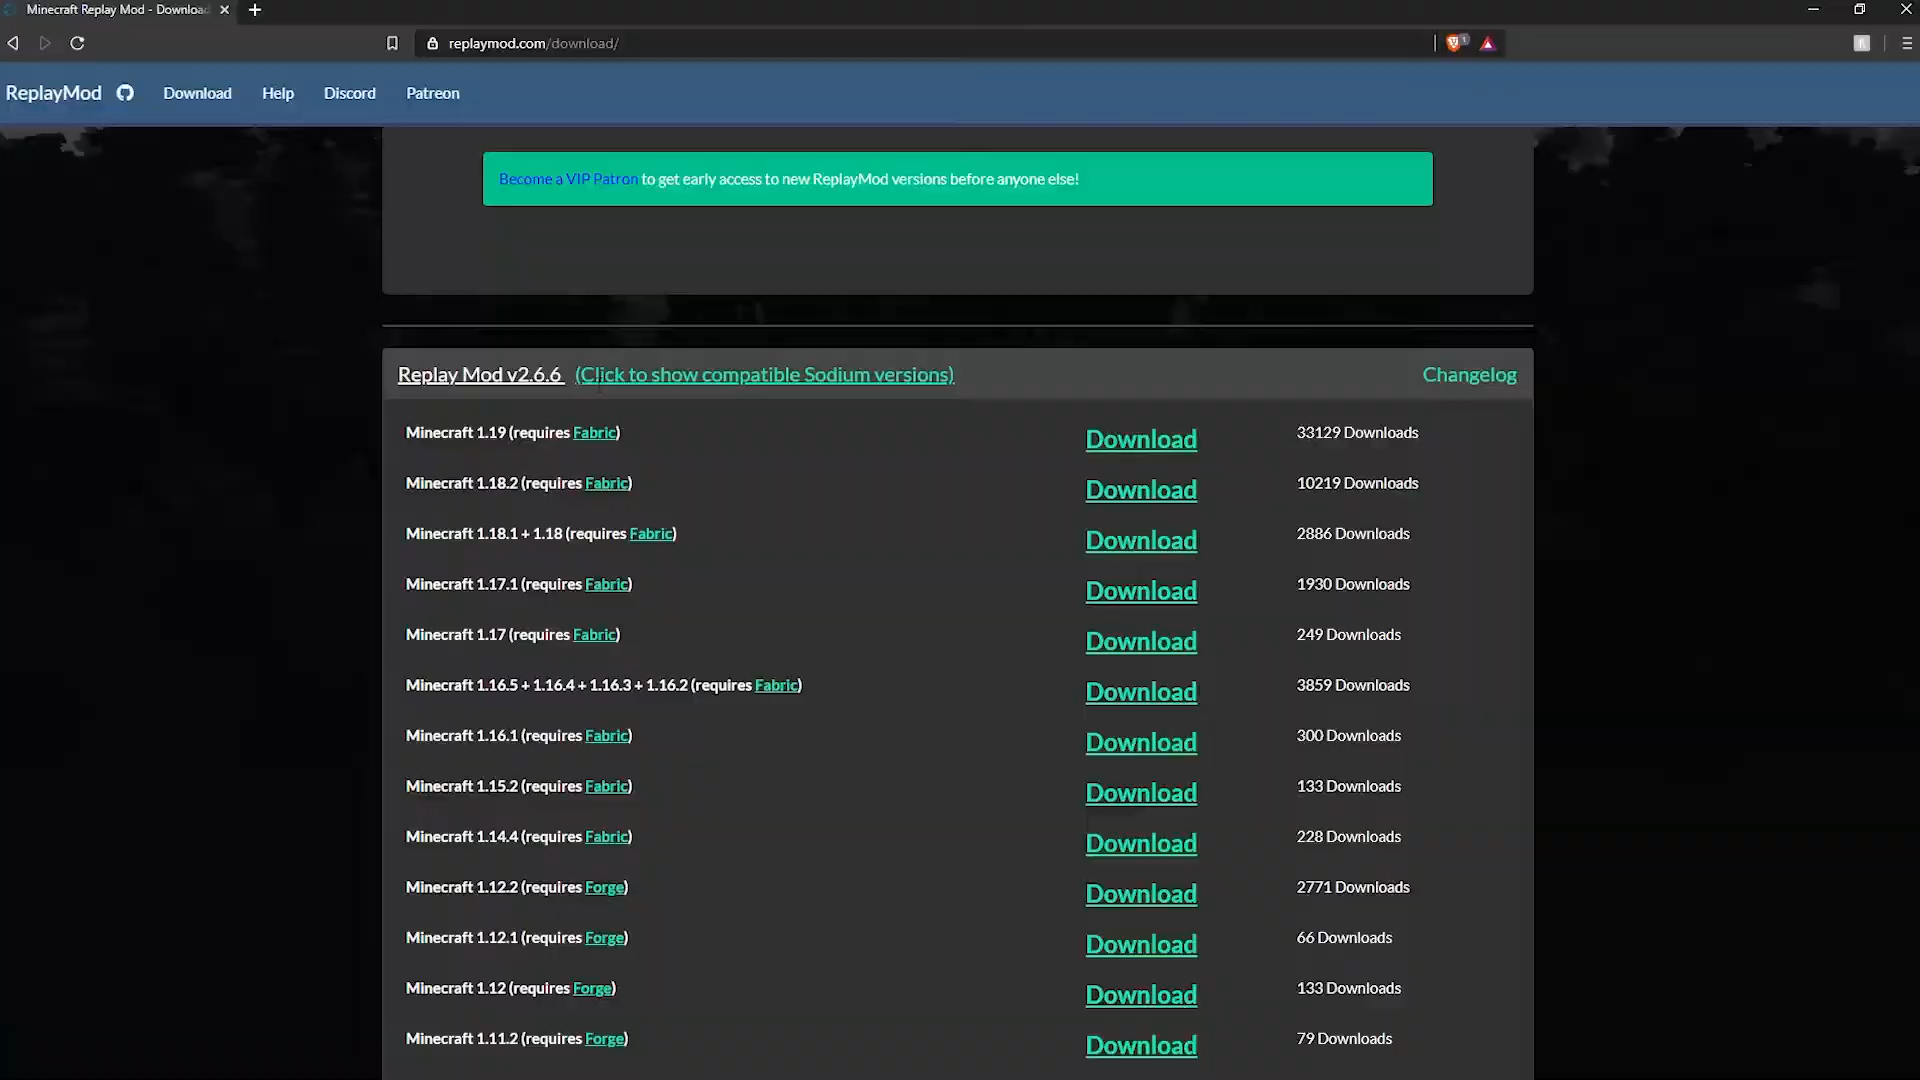 Minecraft Replay Mod - Download
replaymod.com/download/
1
ReplayMod Download Help Discord Patreon
Become a VIP Patron to get early access to new ReplayMod versions before anyone else!
Replay Mod v2.6.6 (Click to show compatible Sodium versions) Changelog
Minecraft 1.19 (requires Fabric) Download 33129 Downloads
Minecraft 1.18.2 (requires Fabric) Download 10219 Downloads
Minecraft 1.18.1 + 1.18 (requires Fabric) Download 2886 Downloads
Minecraft 1.17.1 (requires Fabric) Download 1930 Downloads
Minecraft 1.17 (requires Fabric) Download 249 Downloads
Minecraft 1.16.5 + 1.16.4 + 1.16.3 + 1.16.2 (requires Fabric) Download 3859 Downloads
Minecraft 1.16.1 (requires Fabric) Download 300 Downloads
Minecraft 1.15.2 (requires Fabric) Download 133 Downloads
Minecraft 1.14.4 (requires Fabric) Download 228 Downloads
Minecraft 1.12.2 (requires Forge) Download 2771 Downloads
Minecraft 1.12.1 (requires Forge) Download 66 Downloads
Minecraft 1.12 (requires Forge) Download 133 Downloads
Minecraft 1.11.2 (requires Forge) Download 79 Downloads